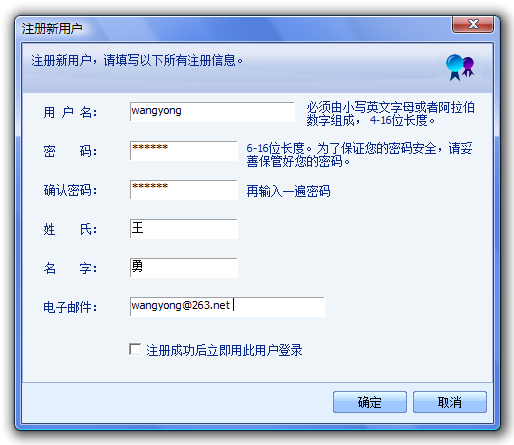 注册新用户
注册新用户，请填写以下所有注册信息。
用 户 名： wangyong 必须由小写英文字母或者阿拉伯
数字组成， 4-16位长度。
密　　码： ****** 6-16位长度。为了保证您的密码安全，请妥
善保管好您的密码。
确认密码： ****** 再输入一遍密码
姓　　氏： 王
名　　字： 勇
电子邮件： wangyong@263.net
注册成功后立即用此用户登录
确定 取消